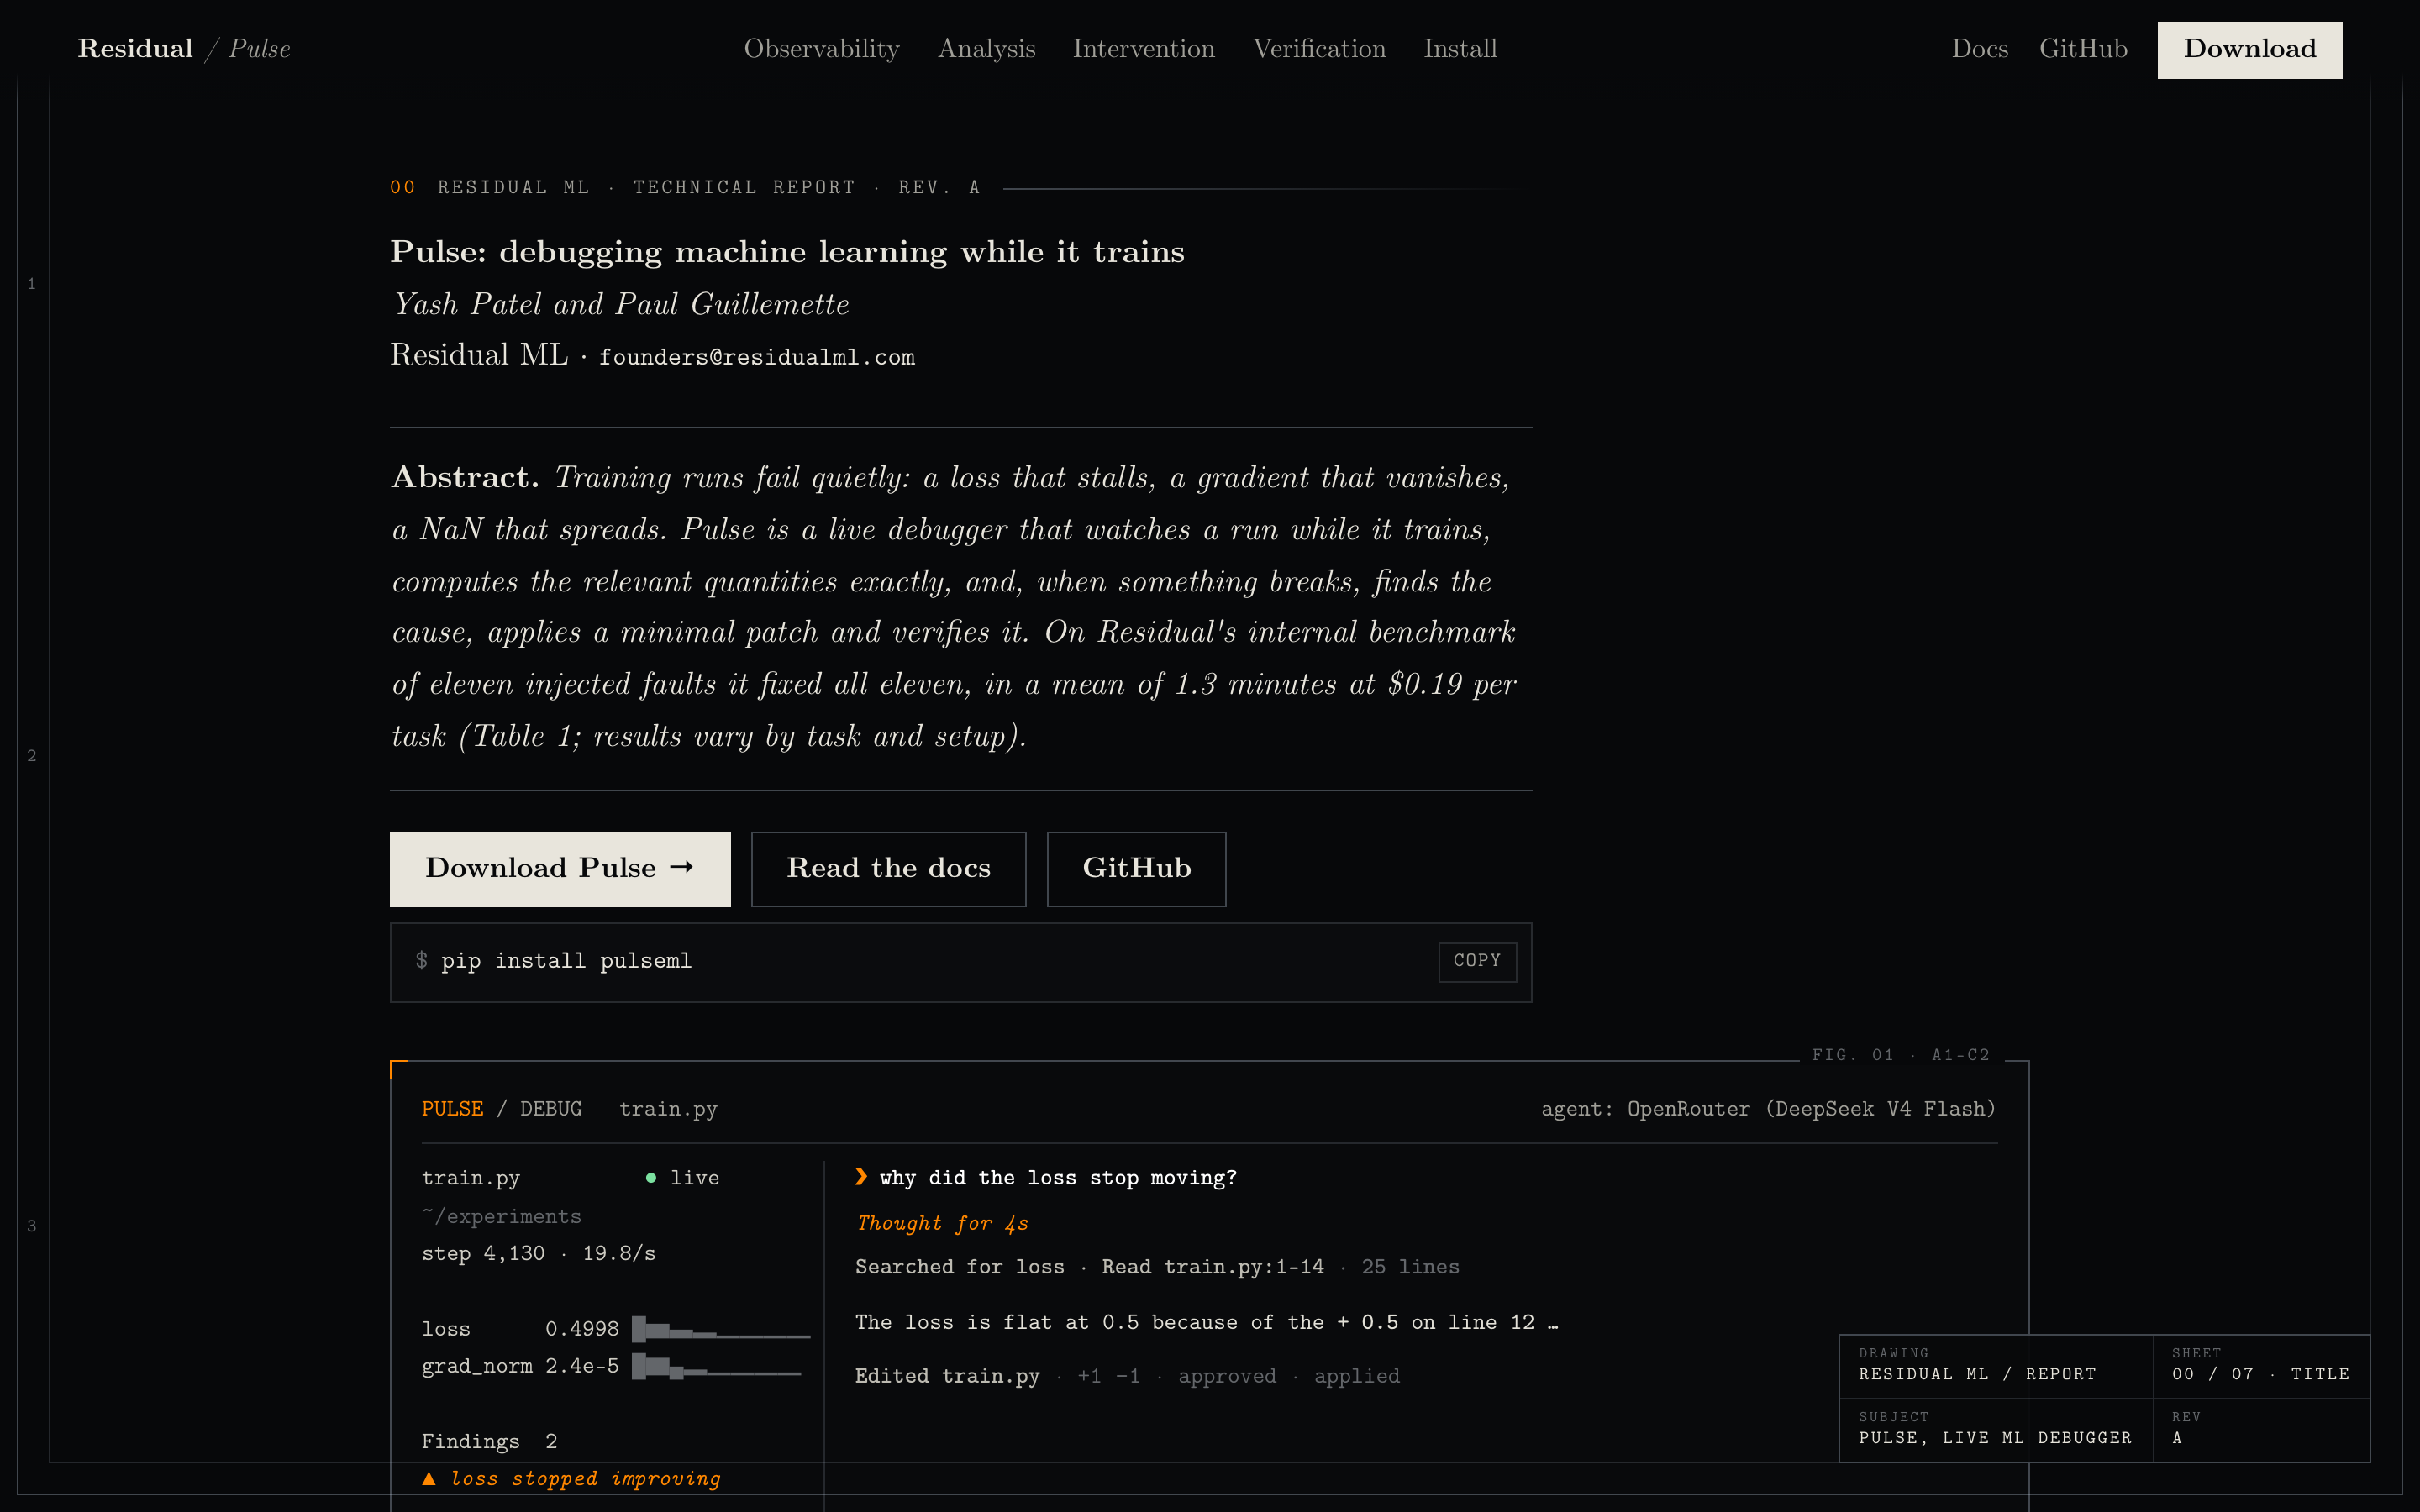 Residual / Pulse
Observability Analysis Intervention Verification Install
Docs GitHub Download
00 RESIDUAL ML · TECHNICAL REPORT · REV. A
Pulse: debugging machine learning while it trains
Yash Patel and Paul Guillemette
Residual ML · founders@residualml.com
Abstract. Training runs fail quietly: a loss that stalls, a gradient that vanishes,
a NaN that spreads. Pulse is a live debugger that watches a run while it trains,
computes the relevant quantities exactly, and, when something breaks, finds the
cause, applies a minimal patch and verifies it. On Residual's internal benchmark
of eleven injected faults it fixed all eleven, in a mean of 1.3 minutes at $0.19 per
task (Table 1; results vary by task and setup).
Download Pulse →
Read the docs
GitHub
$ pip install pulseml
COPY
FIG. 01 · A1-C2
PULSE / DEBUG train.py
agent: OpenRouter (DeepSeek V4 Flash)
train.py ● live
~/experiments
step 4,130 · 19.8/s
loss 0.4998
grad_norm 2.4e-5
Findings 2
▲ loss stopped improving
❯ why did the loss stop moving?
Thought for 4s
Searched for loss · Read train.py:1-14 · 25 lines
The loss is flat at 0.5 because of the + 0.5 on line 12 …
Edited train.py · +1 −1 · approved · applied
DRAWING
RESIDUAL ML / REPORT
SHEET
00 / 07 · TITLE
SUBJECT
PULSE, LIVE ML DEBUGGER
REV
A
1
2
3